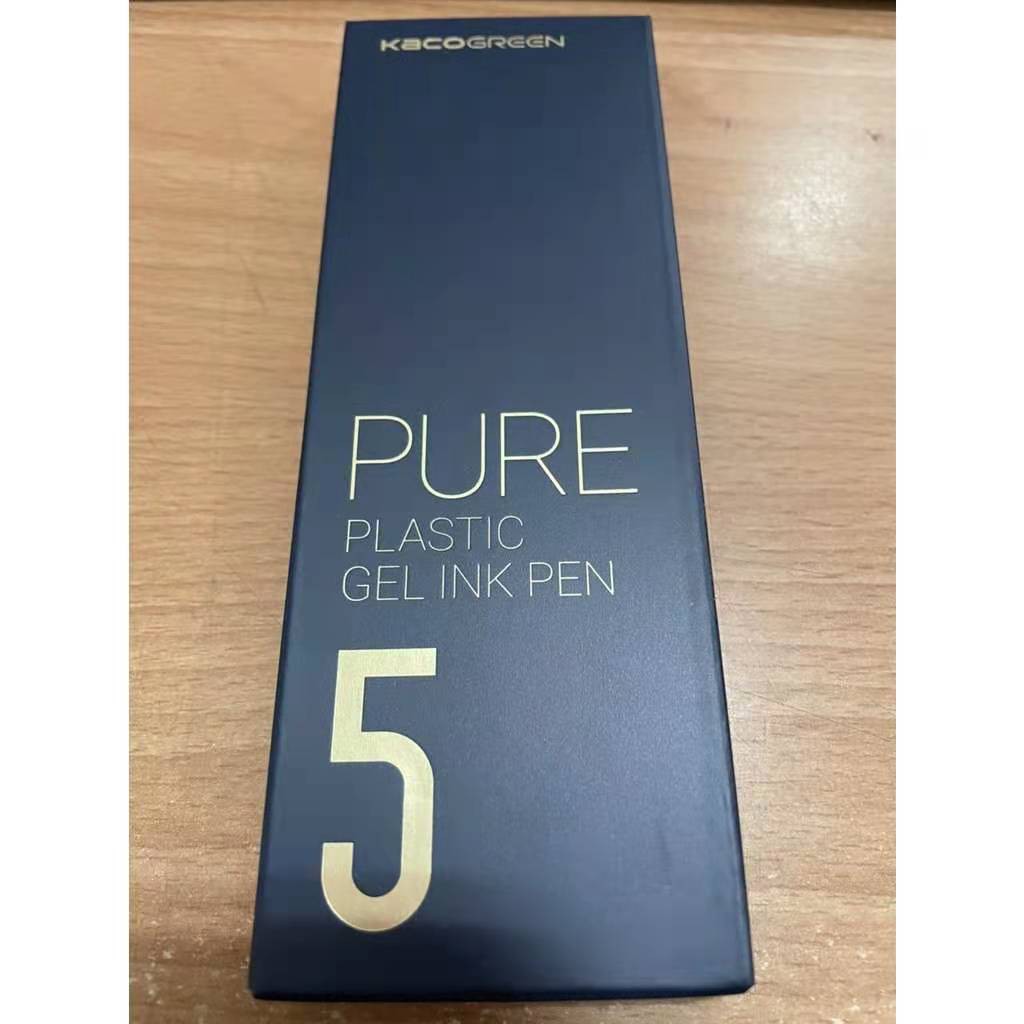 KACOGREEN
PURE
PLASTIC
GEL INK PEN
5